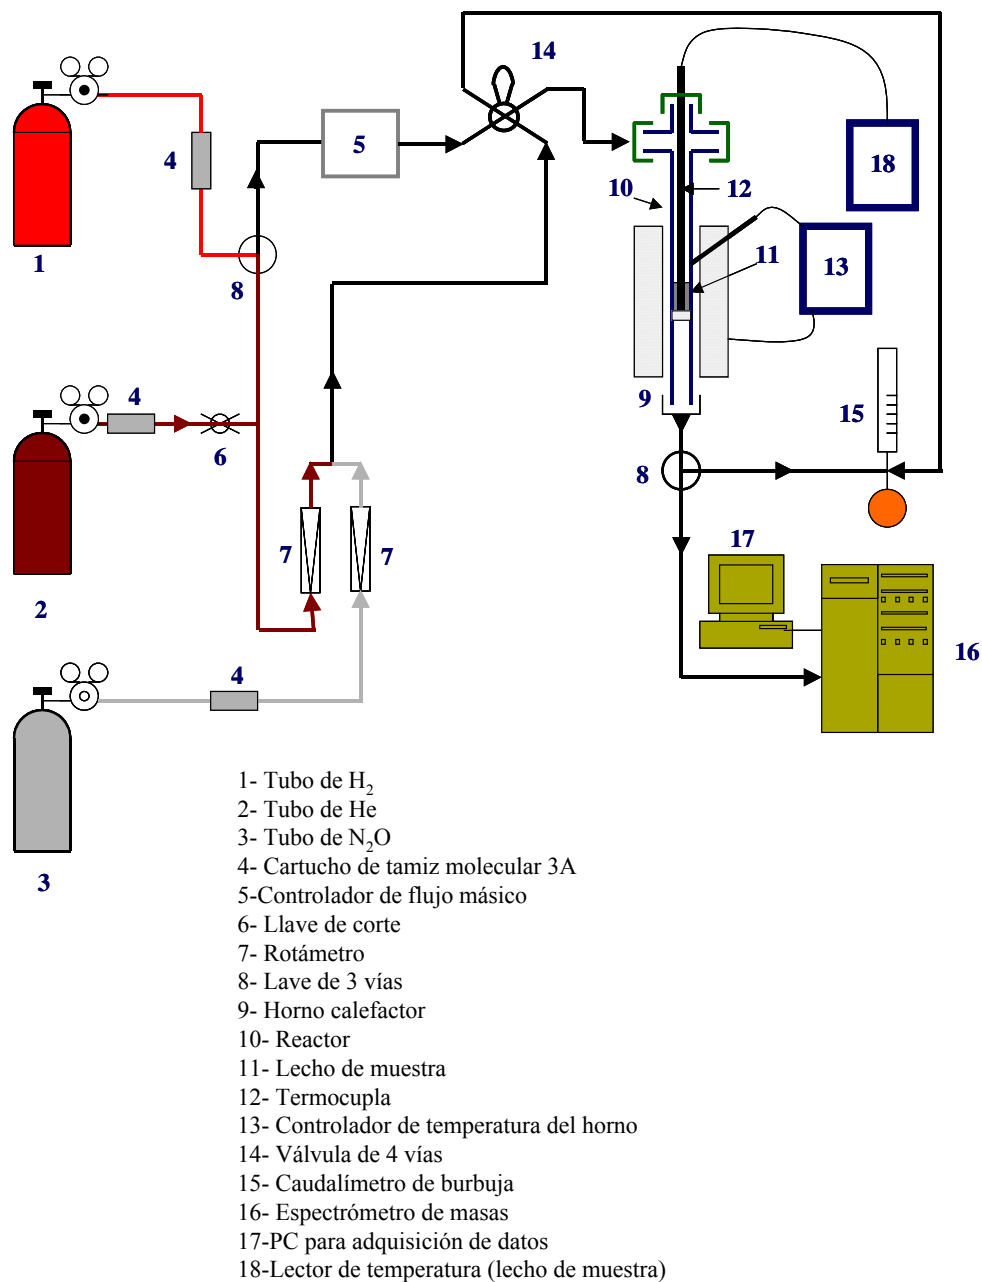 14
18
5
4
10
12
11
13
1
8
4
6
9
15
8
7
7
17
2
16
4
3
1- Tubo de H₂
2- Tubo de He
3- Tubo de N₂O
4- Cartucho de tamiz molecular 3A
5-Controlador de flujo másico
6- Llave de corte
7- Rotámetro
8- Lave de 3 vías
9- Horno calefactor
10- Reactor
11- Lecho de muestra
12- Termocupla
13- Controlador de temperatura del horno
14- Válvula de 4 vías
15- Caudalímetro de burbuja
16- Espectrómetro de masas
17-PC para adquisición de datos
18-Lector de temperatura (lecho de muestra)